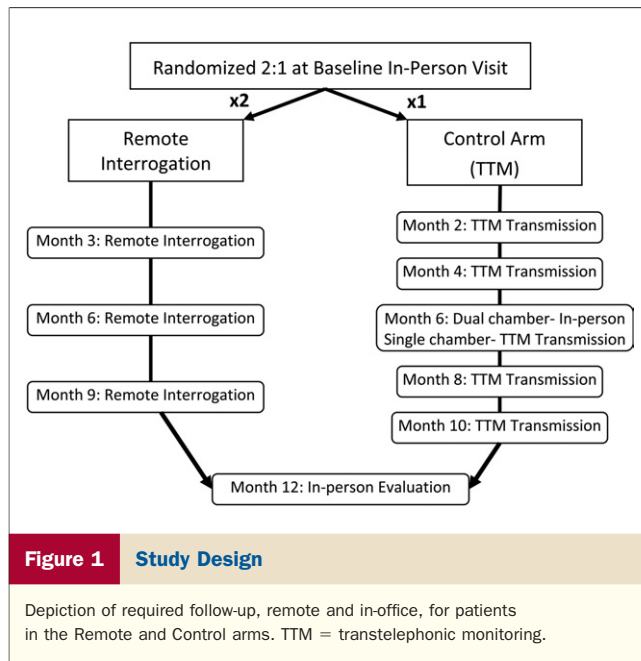 Randomized 2:1 at Baseline In-Person Visit
x2
x1
Remote
Interrogation
Control Arm
(TTM)
Month 3: Remote Interrogation
Month 6: Remote Interrogation
Month 9: Remote Interrogation
Month 2: TTM Transmission
Month 4: TTM Transmission
Month 6: Dual chamber- In-person
Single chamber- TTM Transmission
Month 8: TTM Transmission
Month 10: TTM Transmission
Month 12: In-person Evaluation
Figure 1 Study Design
Depiction of required follow-up, remote and in-office, for patients
in the Remote and Control arms. TTM = transtelephonic monitoring.